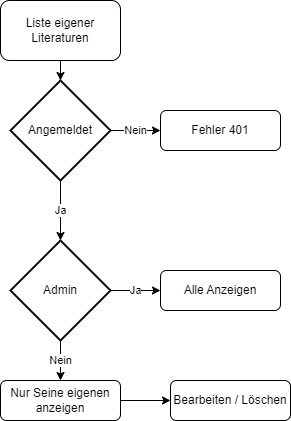 Liste eigener
Literaturen
Angemeldet
Nein
Fehler 401
Ja
Admin
Ja
Alle Anzeigen
Nein
Nur Seine eigenen
anzeigen
Bearbeiten / Löschen